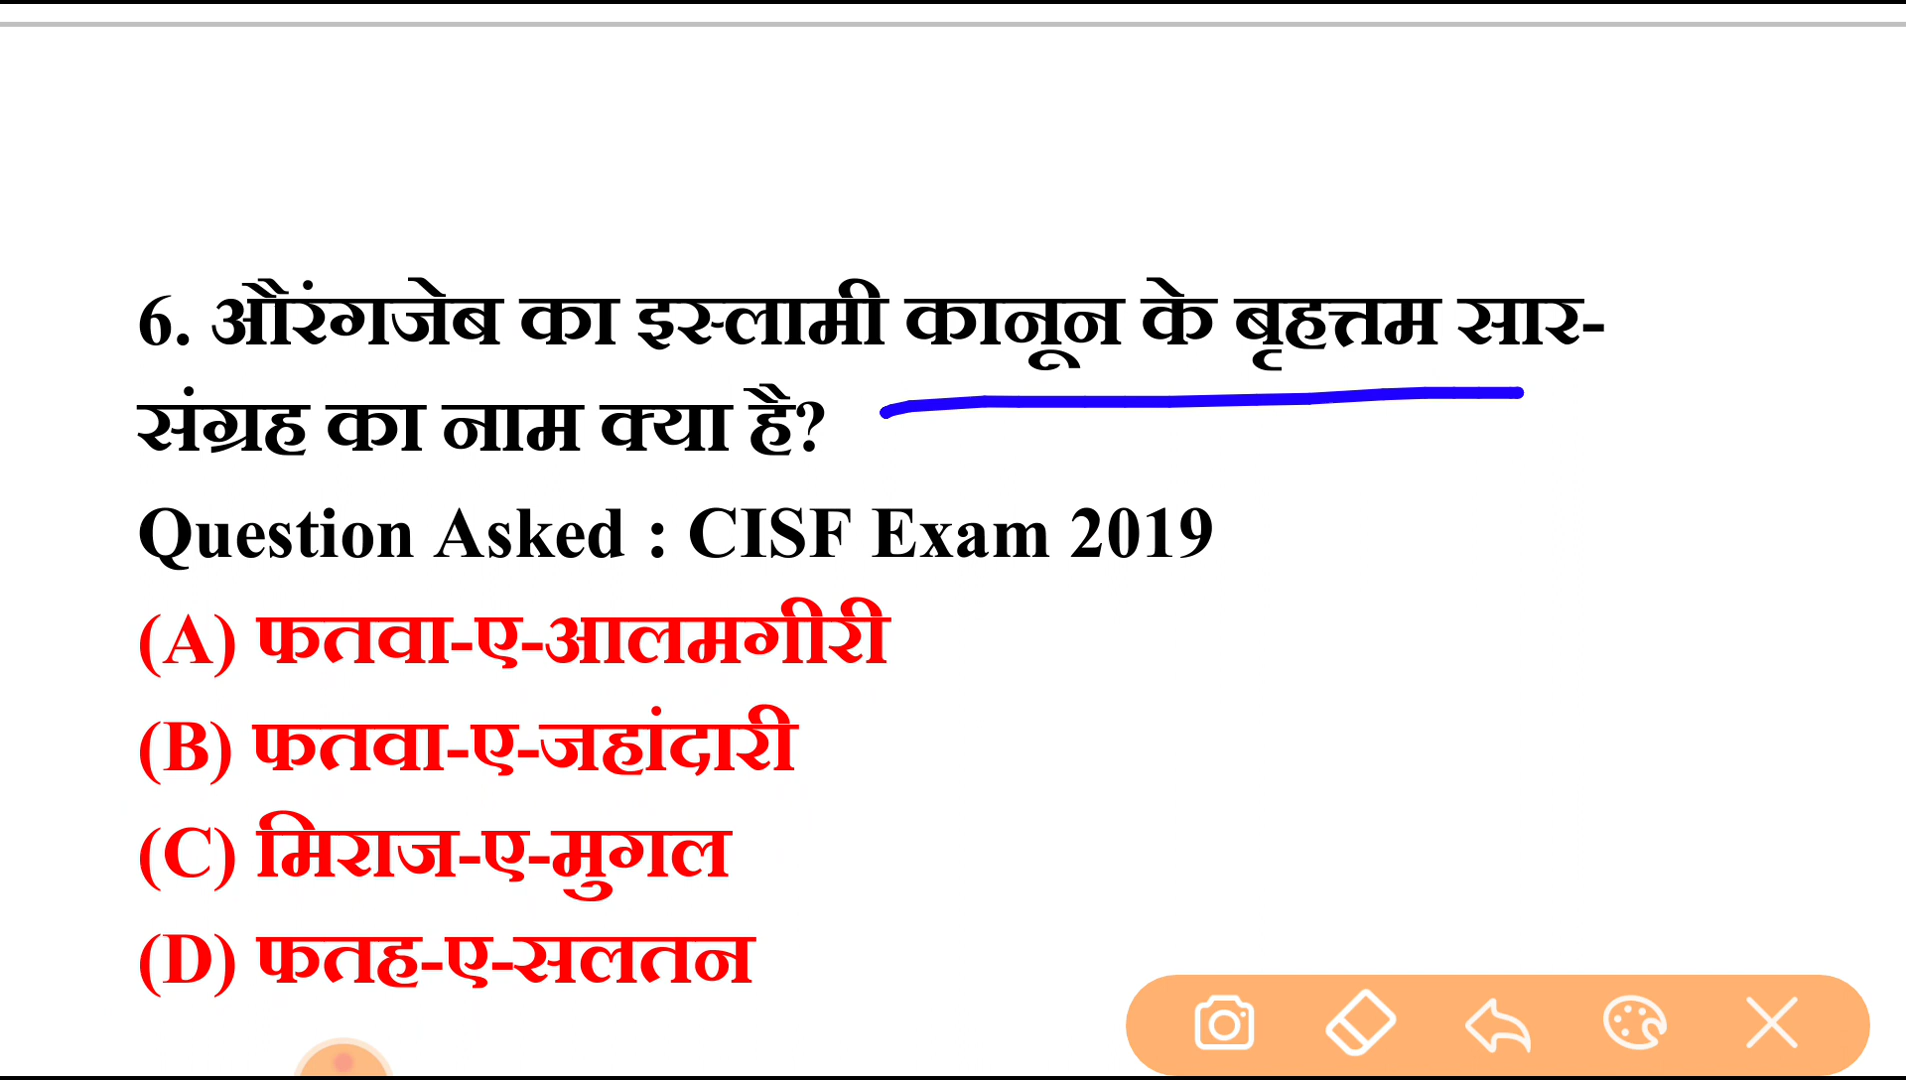 6. औरंगजेब का इस्लामी कानून के बृहत्तम सार-
संग्रह का नाम क्या है?
Question Asked : CISF Exam 2019
(A) फतवा-ए-आलमगीरी
(B) फतवा-ए-जहांदारी
(C) मिराज-ए-मुगल
(D) फतह-ए-सलतन